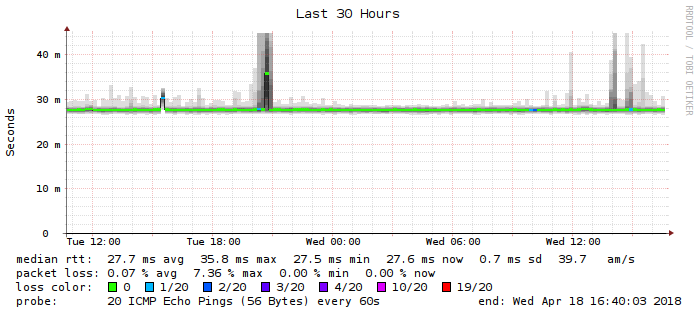 Last 30 Hours
RRDTOOL / TOBI OETIKER
Seconds
40 m
30 m
20 m
10 m
0
Tue 12:00 Tue 18:00 Wed 00:00 Wed 06:00 Wed 12:00
median rtt: 27.7 ms avg 35.8 ms max 27.5 ms min 27.6 ms now 0.7 ms sd 39.7 am/s
packet loss: 0.07 % avg 7.36 % max 0.00 % min 0.00 % now
loss color: 0 1/20 2/20 3/20 4/20 10/20 19/20
probe: 20 ICMP Echo Pings (56 Bytes) every 60s end: Wed Apr 18 16:40:03 2018